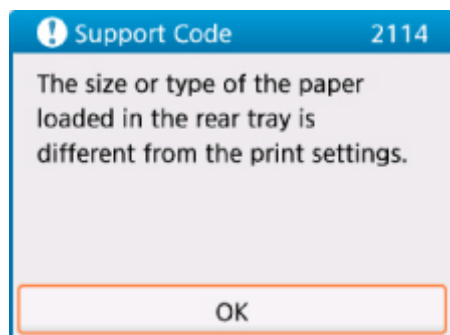 Support Code 2114
The size or type of the paper
loaded in the rear tray is
different from the print settings.
OK